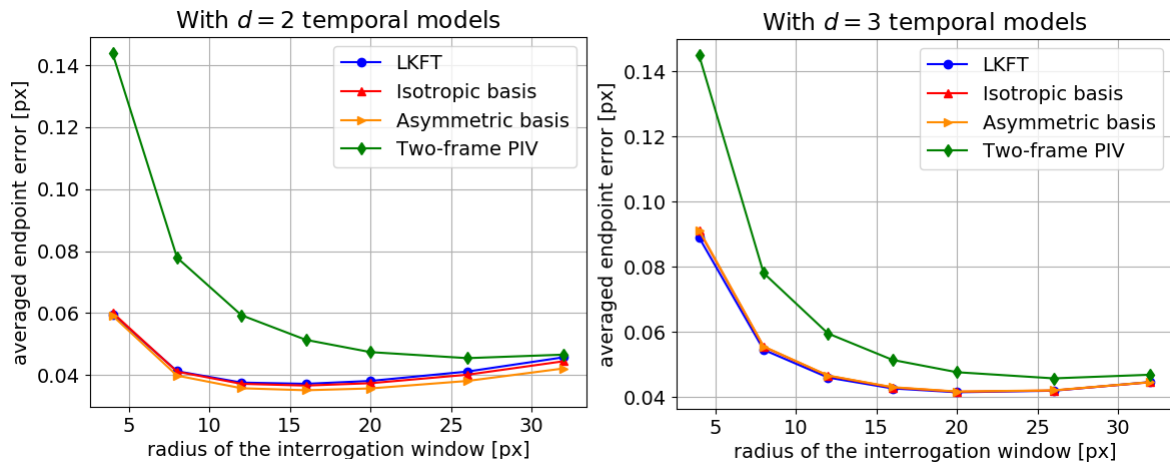 With d = 2 temporal models
averaged endpoint error [px]
0.14
0.12
0.10
0.08
0.06
0.04
LKFT
Isotropic basis
Asymmetric basis
Two-frame PIV
5 10 15 20 25 30
radius of the interrogation window [px]
With d = 3 temporal models
averaged endpoint error [px]
0.14
0.12
0.10
0.08
0.06
0.04
LKFT
Isotropic basis
Asymmetric basis
Two-frame PIV
5 10 15 20 25 30
radius of the interrogation window [px]